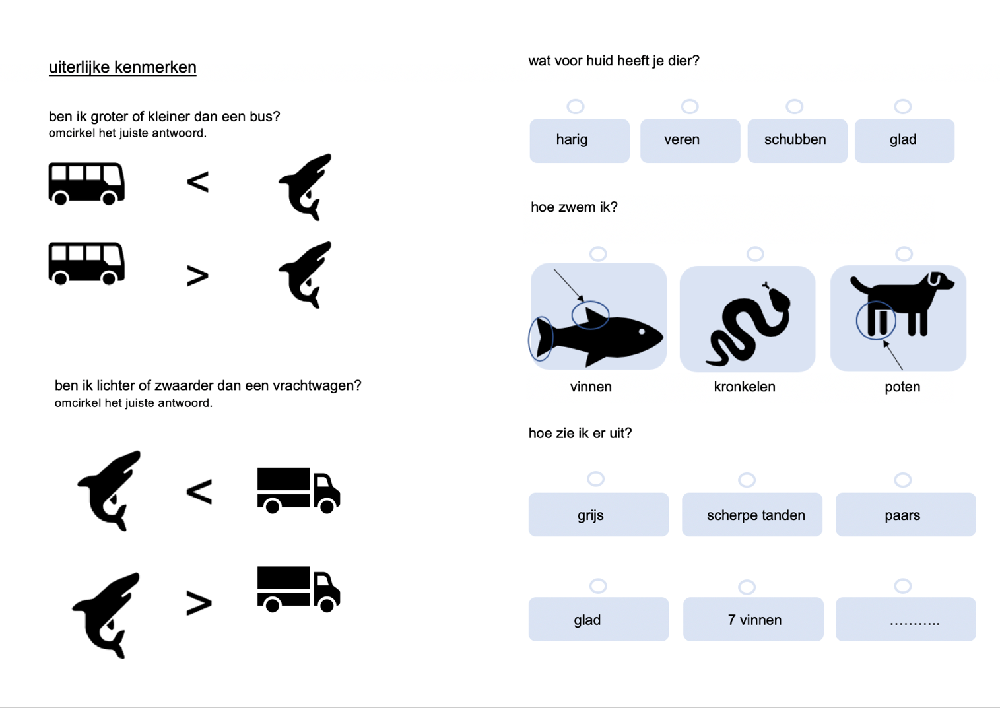 uiterlijke kenmerken
ben ik groter of kleiner dan een bus?
omcirkel het juiste antwoord.
<
>
ben ik lichter of zwaarder dan een vrachtwagen?
omcirkel het juiste antwoord.
<
>
wat voor huid heeft je dier?
harig veren schubben glad
hoe zwem ik?
vinnen kronkelen poten
hoe zie ik er uit?
grijs scherpe tanden paars
glad 7 vinnen ………..